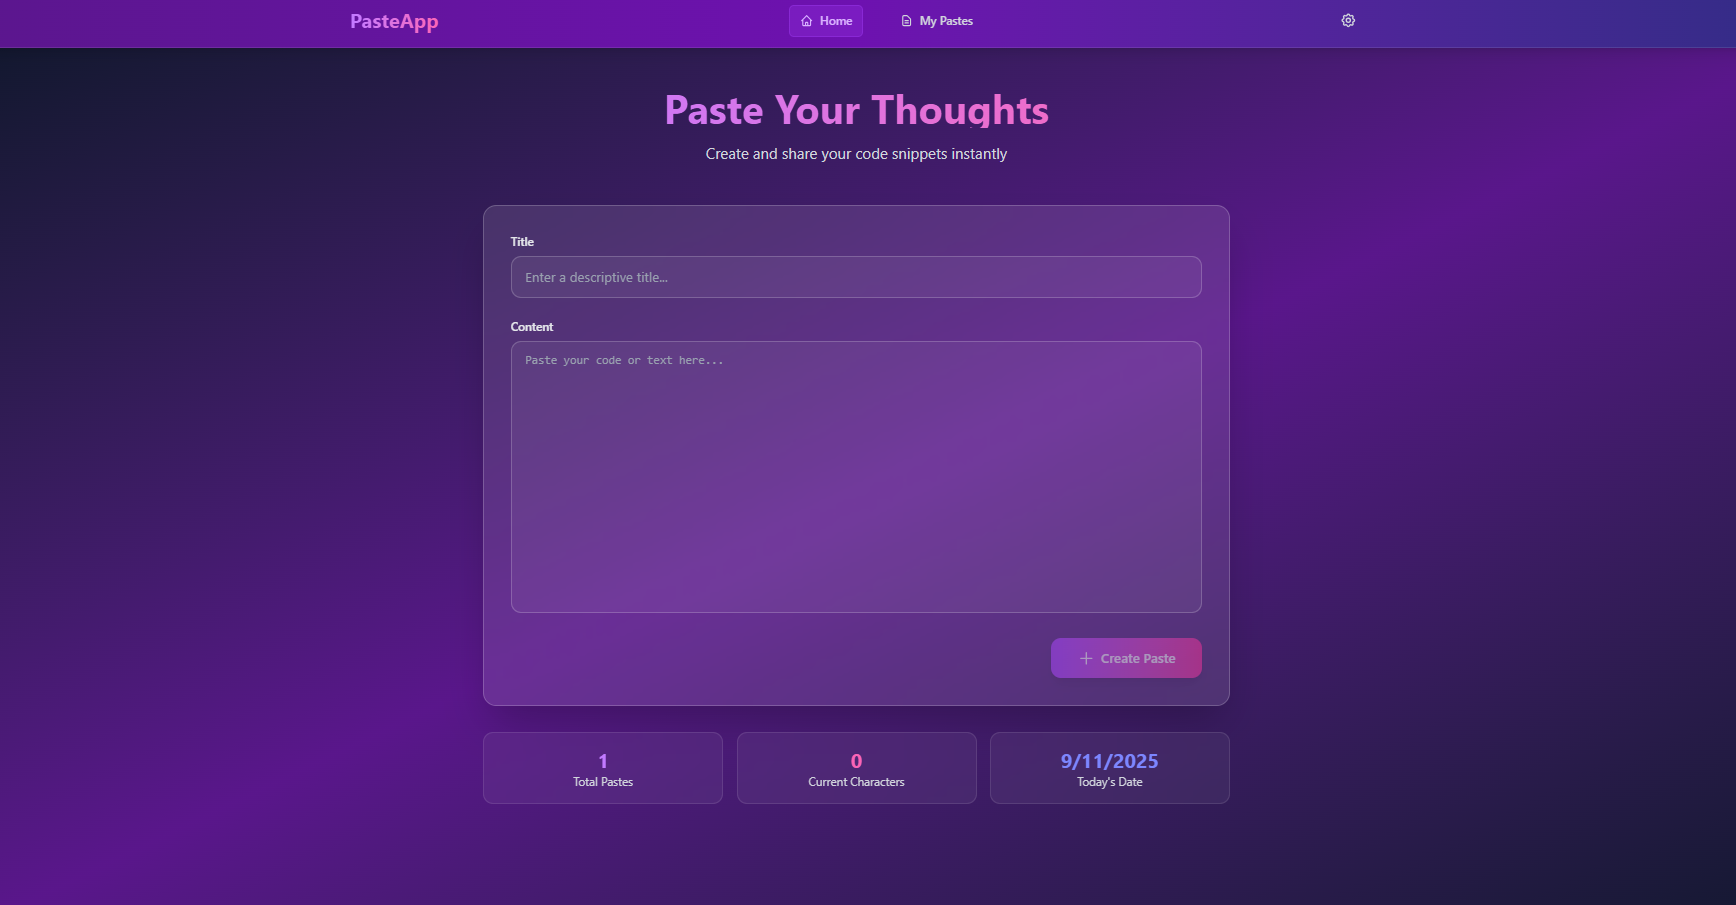 PasteApp
Home
My Pastes
Paste Your Thoughts
Create and share your code snippets instantly
Title
Enter a descriptive title...
Content
Paste your code or text here...
Create Paste
1
Total Pastes
0
Current Characters
9/11/2025
Today's Date